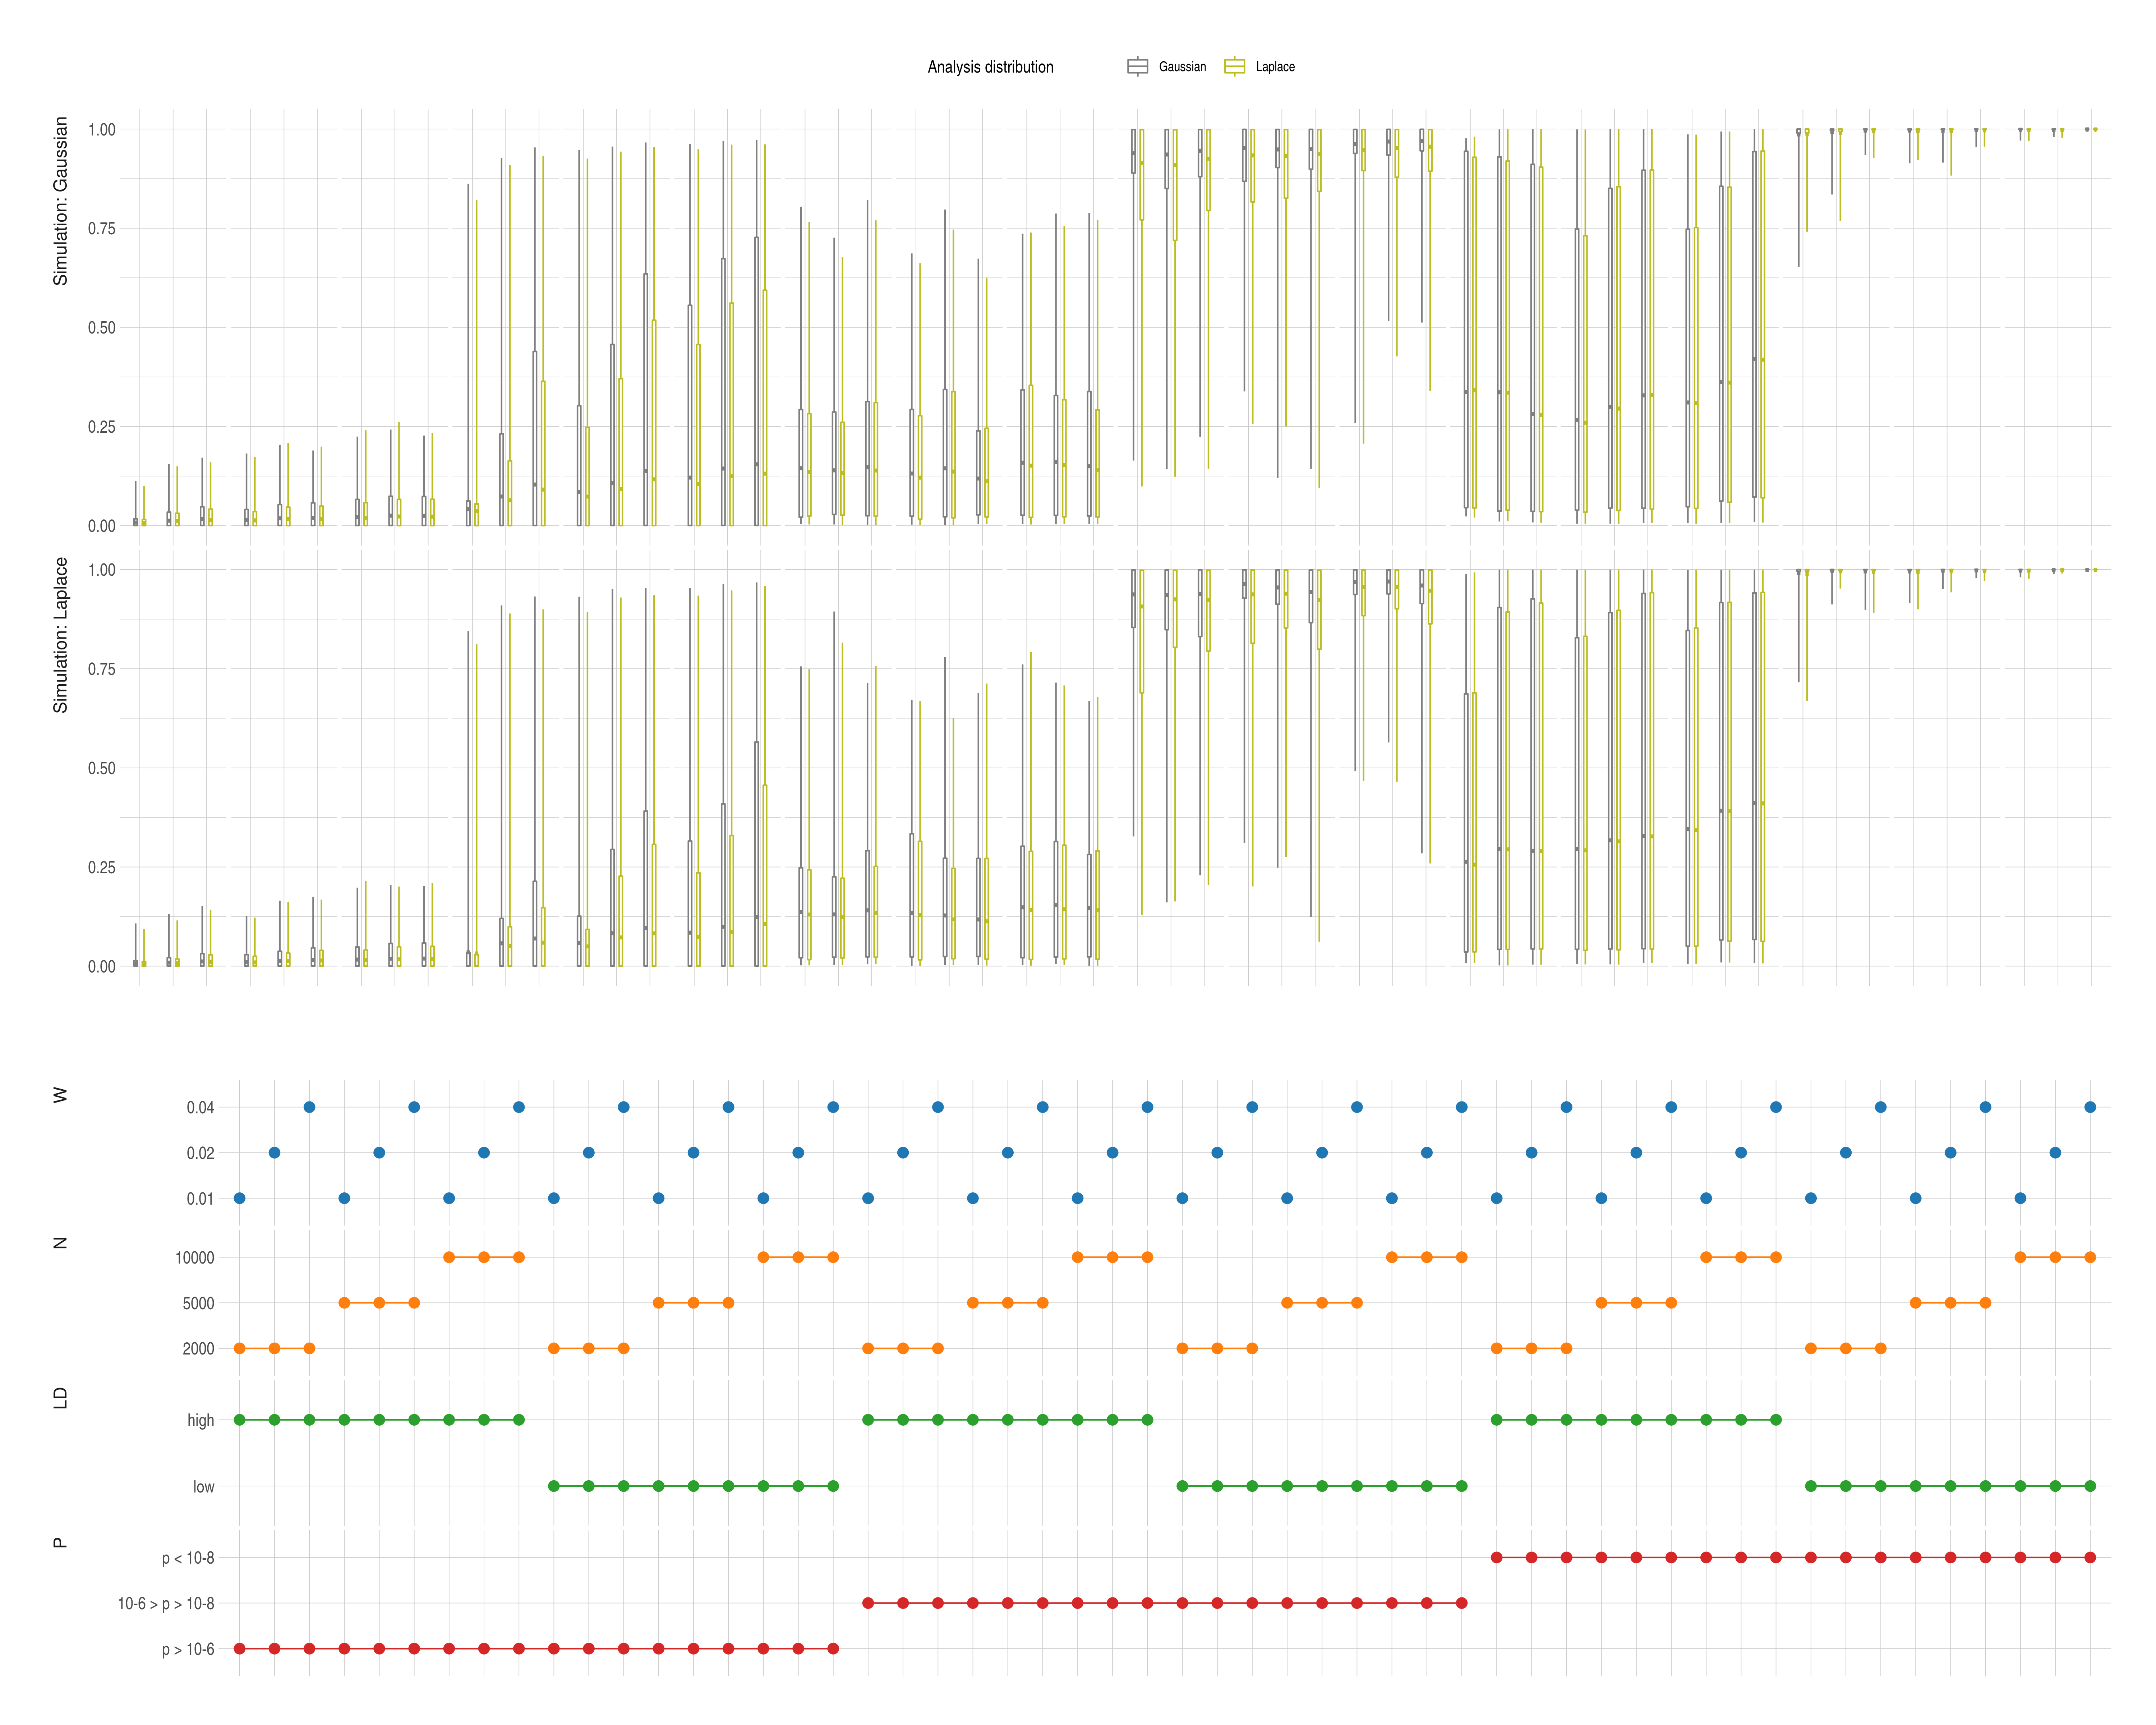 Analysis distribution Gaussian Laplace
Simulation: Gaussian
1.00
0.75
0.50
0.25
0.00
Simulation: Laplace
1.00
0.75
0.50
0.25
0.00
W
0.04
0.02
0.01
N
10000
5000
2000
LD
high
low
P
p < 10-8
10-6 > p > 10-8
p > 10-6